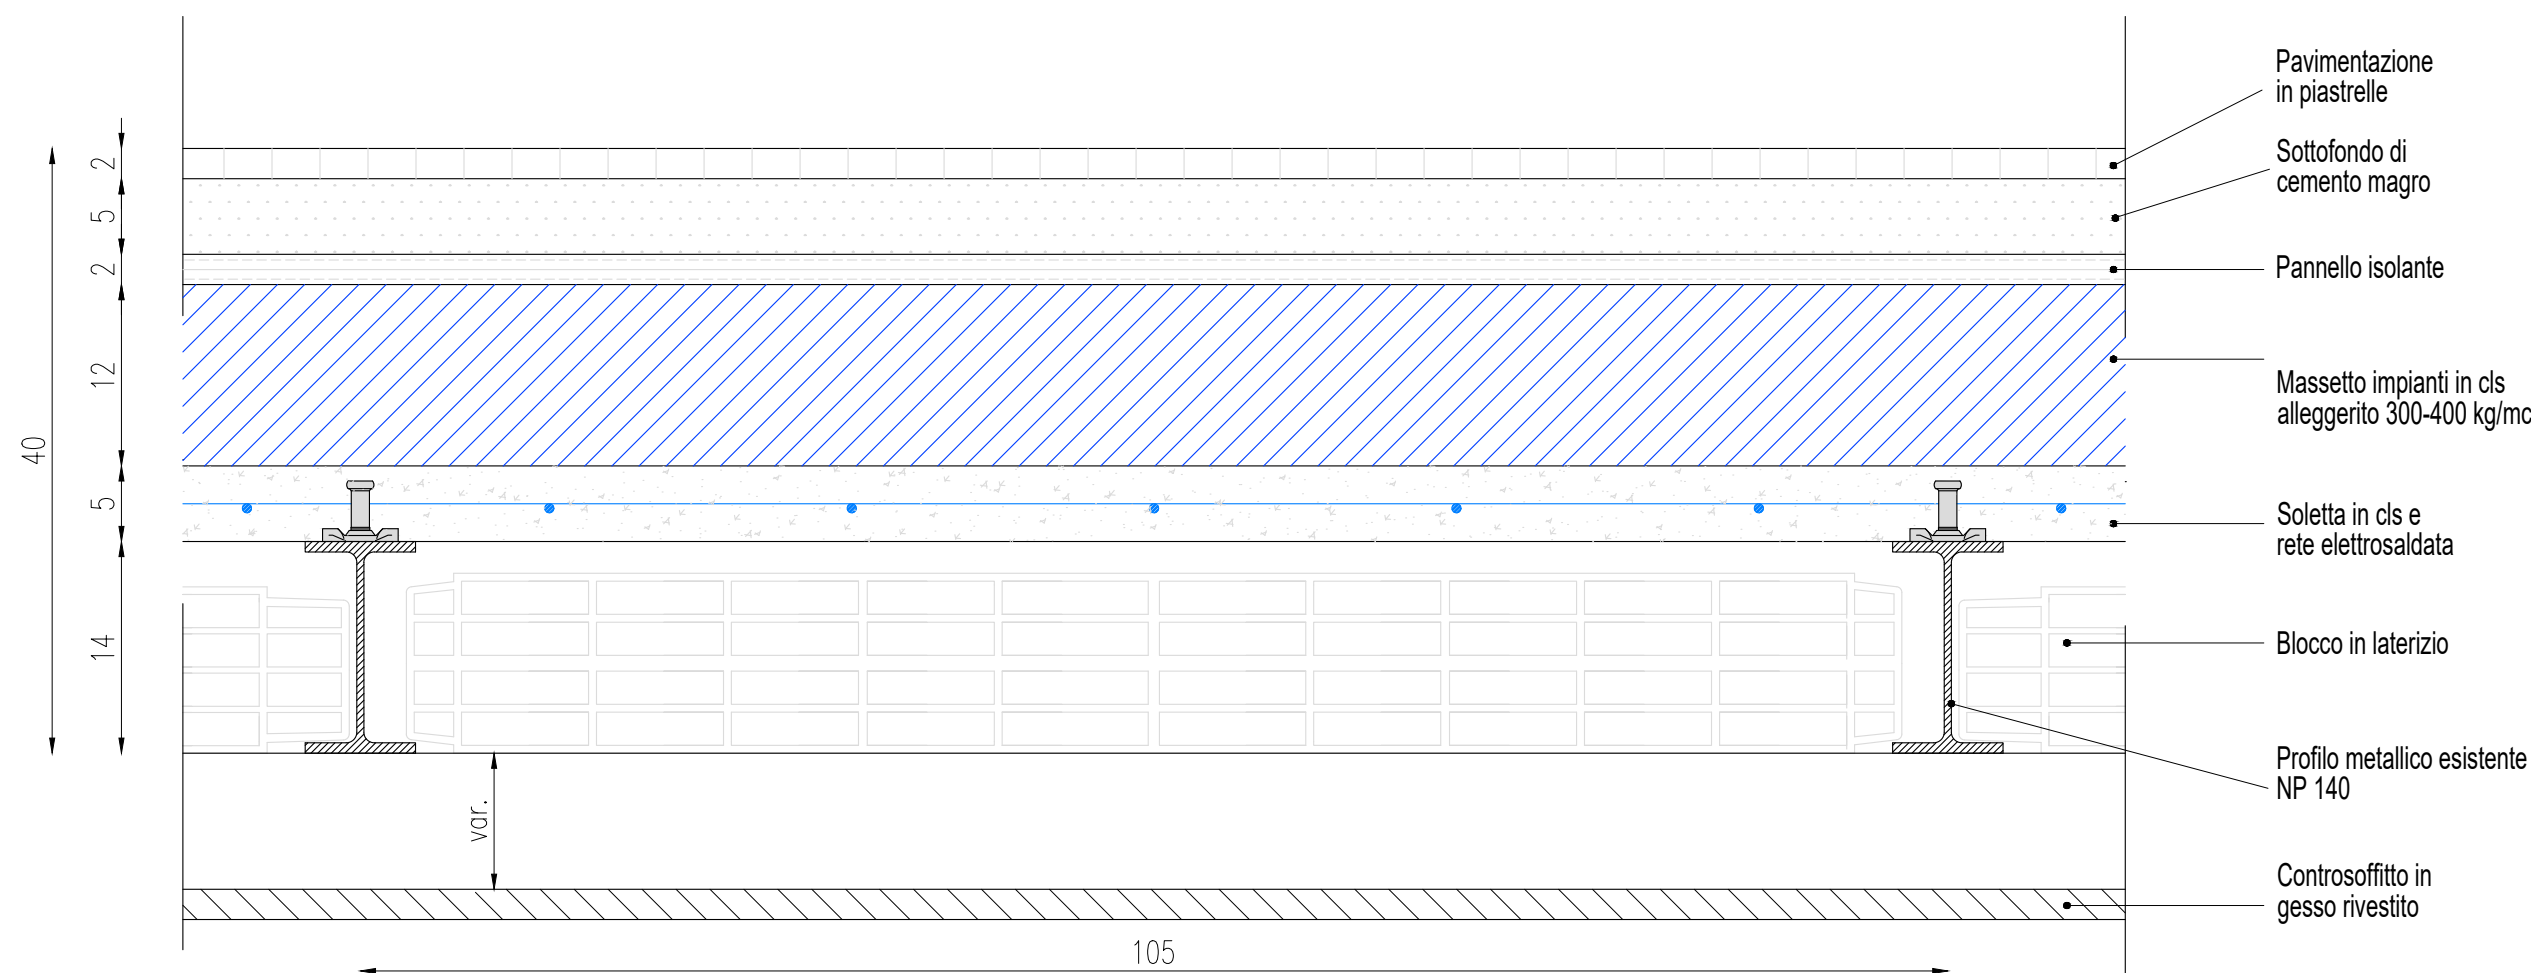 Pavimentazione
in piastrelle
Sottofondo di
cemento magro
Pannello isolante
Massetto impianti in cls
alleggerito 300-400 kg/mc
Soletta in cls e
rete elettrosaldata
Blocco in laterizio
Profilo metallico esistente
NP 140
Controsoffitto in
gesso rivestito
40
2
5
2
12
5
14
var.
105